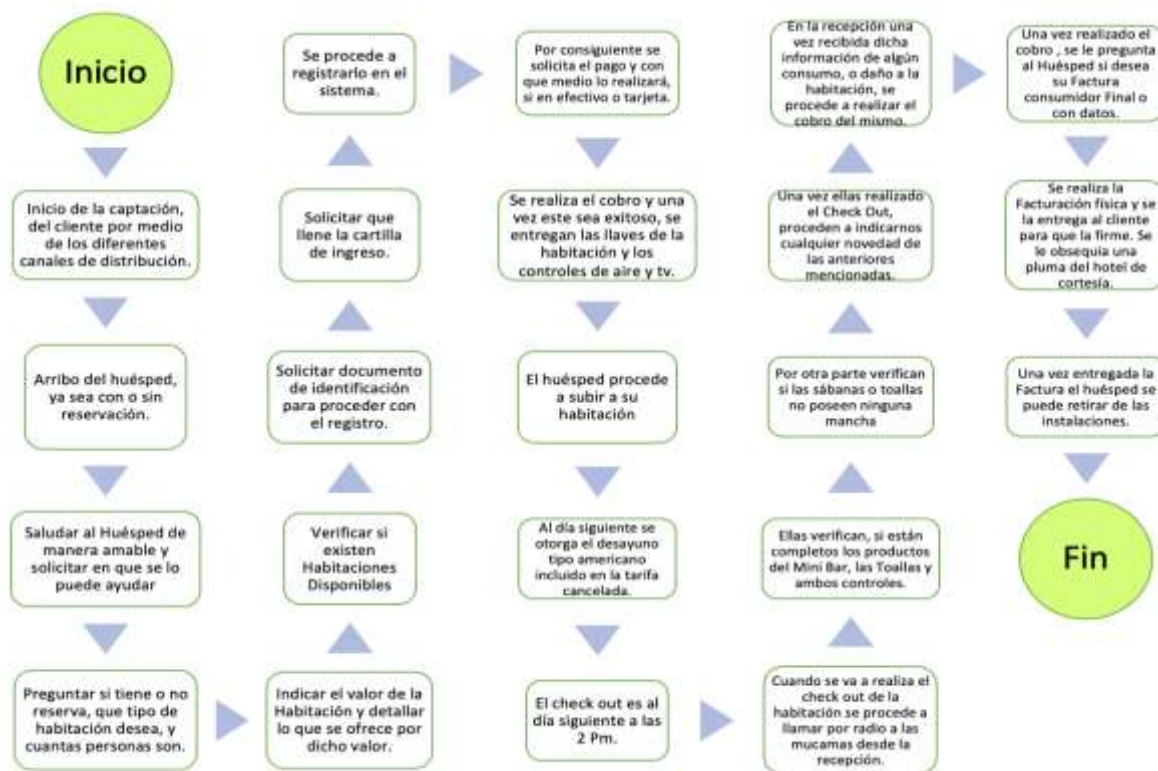 Inicio
Inicio de la captación,
del cliente por medio
de los diferentes
canales de distribución.
Arribo del huésped,
ya sea con o sin
reservación.
Saludar al Huésped de
manera amable y
solicitar en que se lo
puede ayudar
Preguntar si tiene o no
reserva, que tipo de
habitación desea, y
cuantas personas son.
Indicar el valor de la
Habitación y detallar
lo que se ofrece por
dicho valor.
Verificar si
existen
Habitaciones
Disponibles
Solicitar documento
de identificación
para proceder con
el registro.
Solicitar que
llene la cartilla
de ingreso.
Se procede a
registrarlo en el
sistema.
Por consiguiente se
solicita el pago y con
que medio lo realizará,
si en efectivo o tarjeta.
Se realiza el cobro y una
vez este sea exitoso, se
entregan las llaves de la
habitación y los
controles de aire y tv.
El huésped procede
a subir a su
habitación
Al día siguiente se
otorga el desayuno
tipo americano
incluido en la tarifa
cancelada.
El check out es al
día siguiente a las
2 Pm.
Cuando se va a realiza el
check out de la
habitación se procede a
llamar por radio a las
mucamas desde la
recepción.
Ellas verifican, si están
completos los productos
del Mini Bar, las Toallas y
ambos controles.
Por otra parte verifican
si las sábanas o toallas
no poseen ninguna
mancha
Una vez ellas realizado
el Check Out,
proceden a indicarnos
cualquier novedad de
las anteriores
mencionadas.
En la recepción una
vez recibida dicha
información de algún
consumo, o daño a la
habitación, se
procede a realizar el
cobro del mismo.
Una vez realizado el
cobro , se le pregunta
al Huésped si desea
su Factura
consumidor Final o
con datos.
Se realiza la
Facturación física y se
la entrega al cliente
para que la firme. Se
le obsequia una
pluma del hotel de
cortesía.
Una vez entregada la
Factura el huésped se
puede retirar de las
instalaciones.
Fin